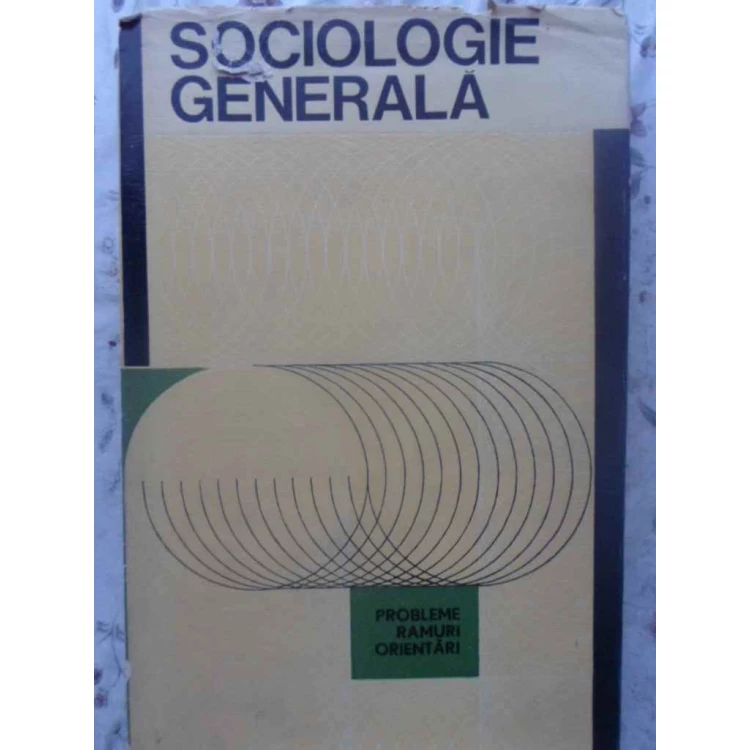 SOCIOLOGIE
GENERALĂ
PROBLEME
RAMURI
ORIENTĂRI